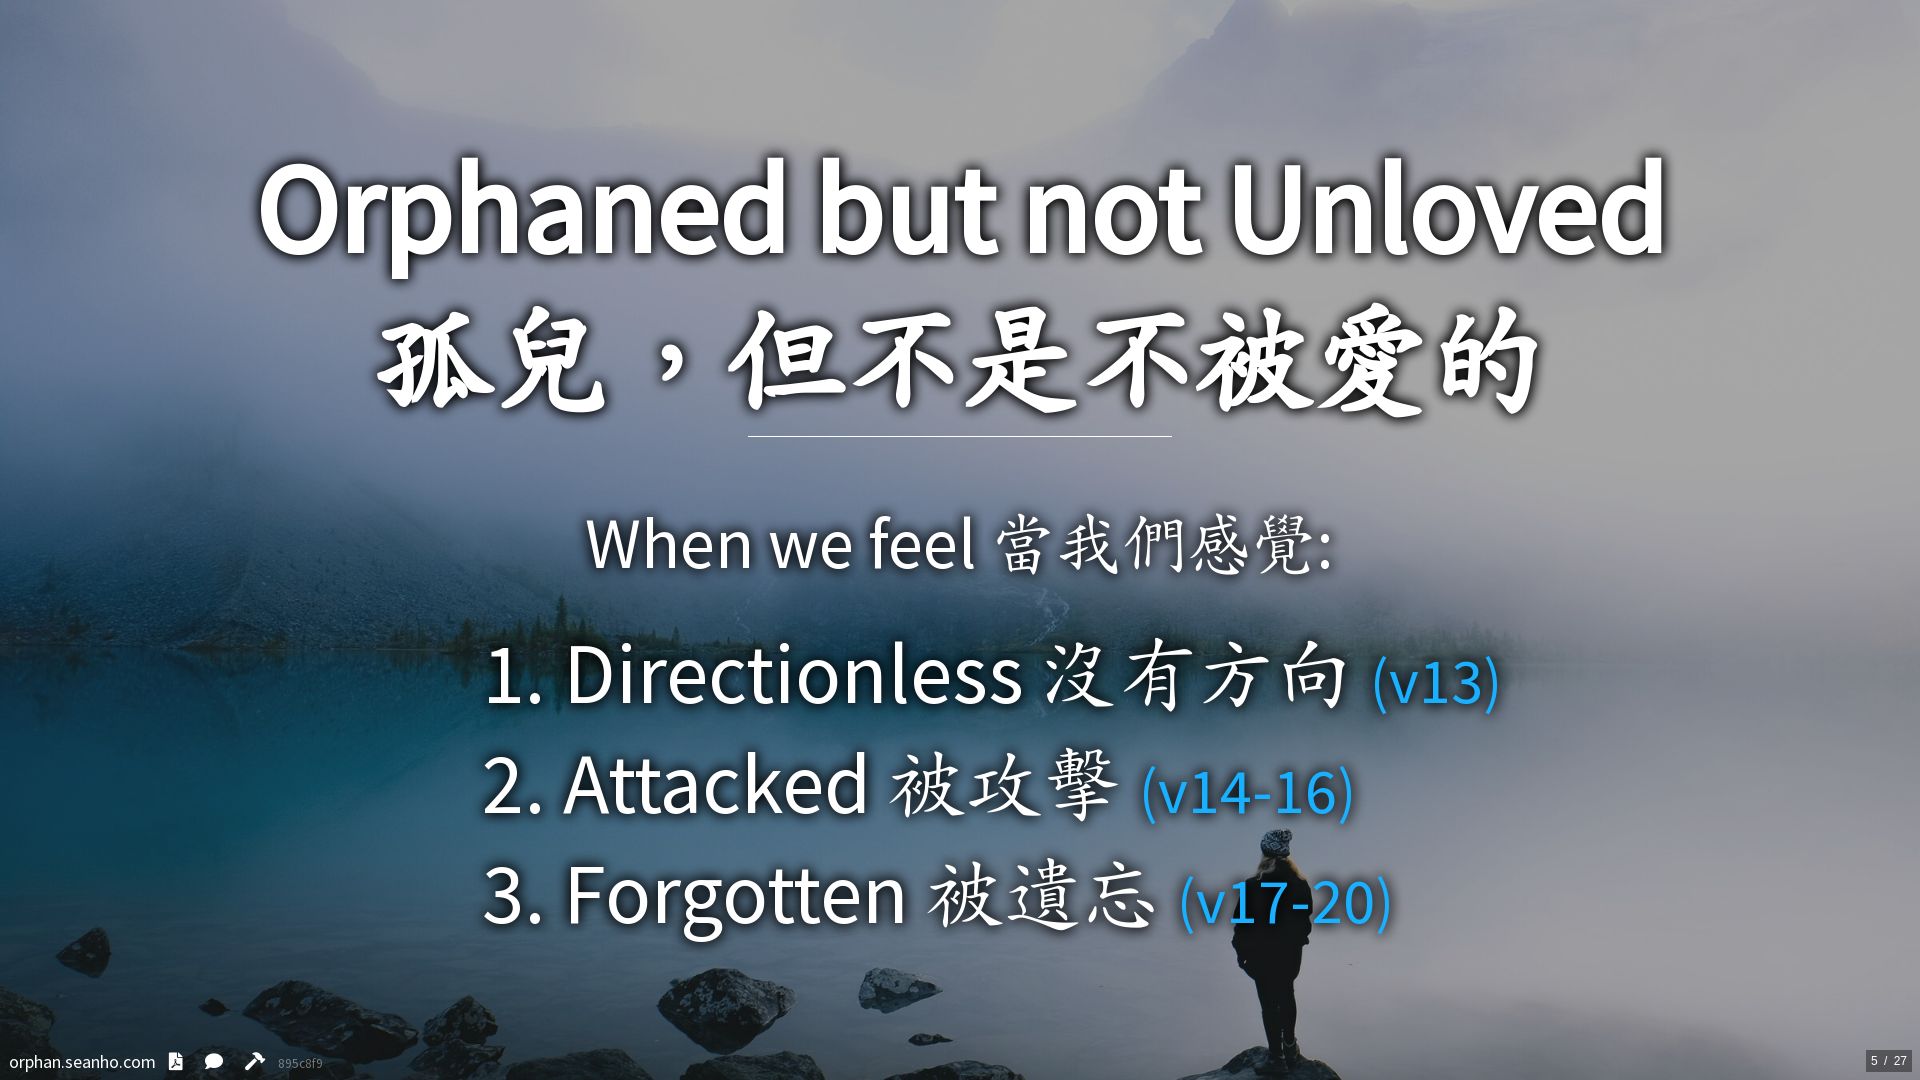 Orphaned but not Unloved
孤兒，但不是不被愛的
When we feel 當我們感覺:
1. Directionless 沒有方向 (v13)
2. Attacked 被攻擊 (v14-16)
3. Forgotten 被遺忘 (v17-20)
orphan.seanho.com 895c8f9
5 / 27